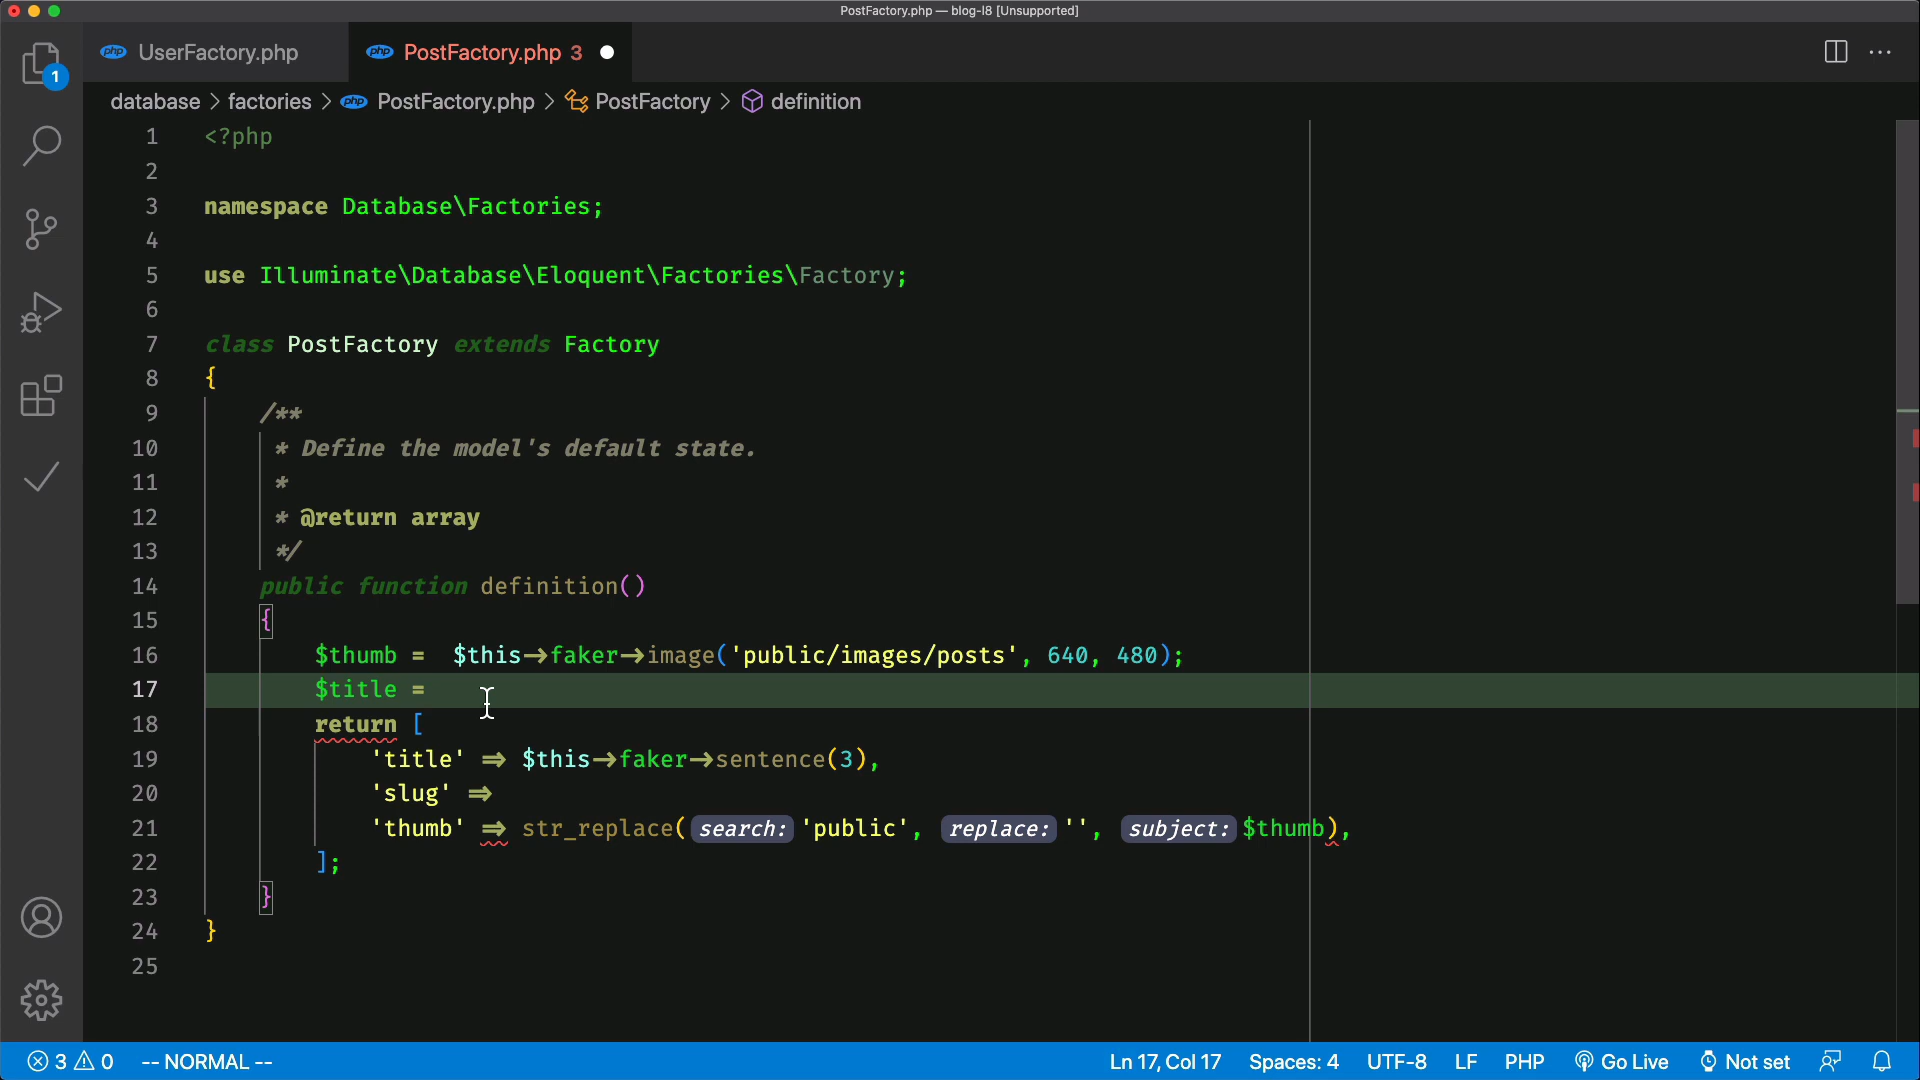 PostFactory.php — blog-l8 [Unsupported]
UserFactory.php
PostFactory.php 3
1
database > factories > PostFactory.php > PostFactory > definition
1 <?php
2
3 namespace Database\Factories;
4
5 use Illuminate\Database\Eloquent\Factories\Factory;
6
7 class PostFactory extends Factory
8 {
9 /**
10 * Define the model's default state.
11 *
12 * @return array
13 */
14 public function definition()
15 {
16 $thumb = $this->faker->image('public/images/posts', 640, 480);
17 $title =
18 return [
19 'title' => $this->faker->sentence(3),
20 'slug' =>
21 'thumb' => str_replace(search: 'public', replace: '', subject: $thumb),
22 ];
23 }
24 }
25
3 0 -- NORMAL -- Ln 17, Col 17 Spaces: 4 UTF-8 LF PHP Go Live Not set